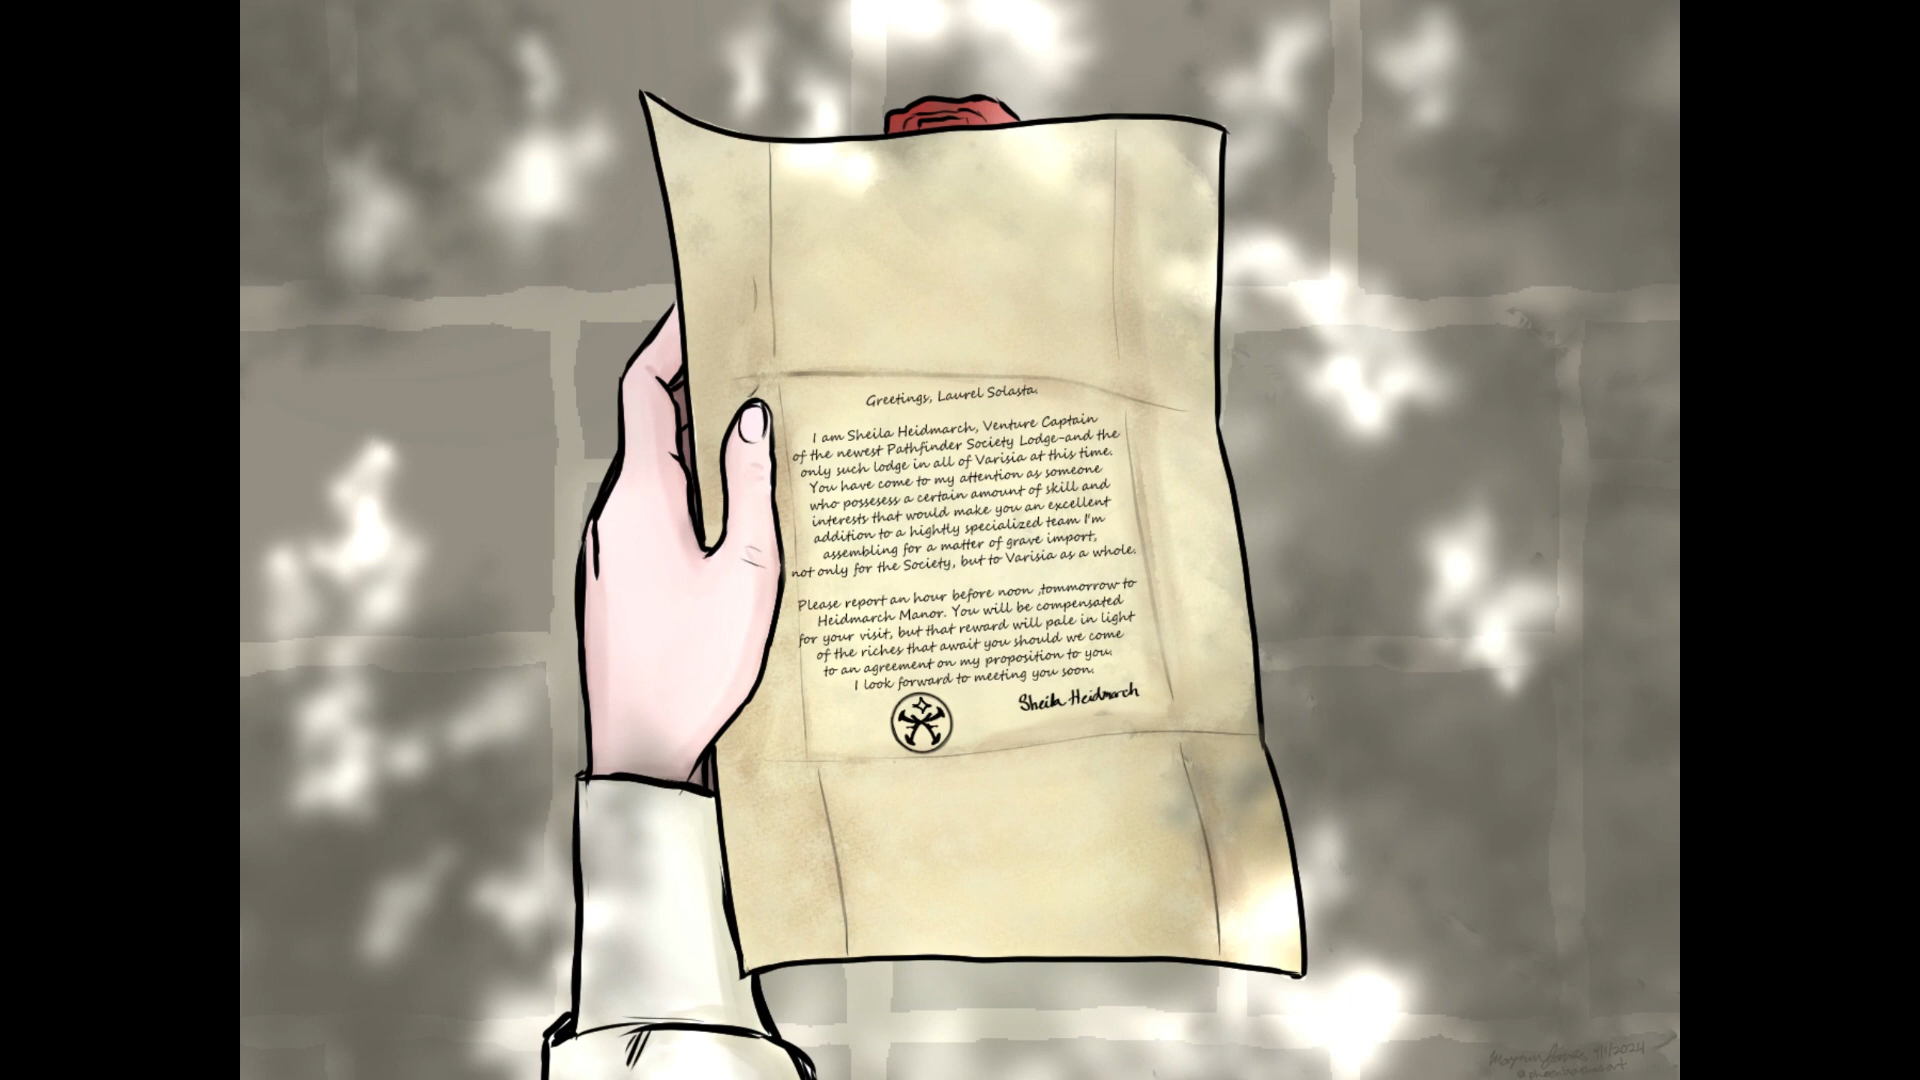 Greetings, Laurel Solasta.
I am Sheila Heidmarch, Venture Captain
of the newest Pathfinder Society Lodge-and the
only such lodge in all of Varisia at this time.
You have come to my attention as someone
who possesess a certain amount of skill and
interests that would make you an excellent
addition to a hightly specialized team I'm
assembling for a matter of grave import,
not only for the Society, but to Varisia as a whole.
Please report an hour before noon ,tommorrow to
Heidmarch Manor. You will be compensated
for your visit, but that reward will pale in light
of the riches that await you should we come
to an agreement on my proposition to you.
I look forward to meeting you soon.
Sheila Heidmarch